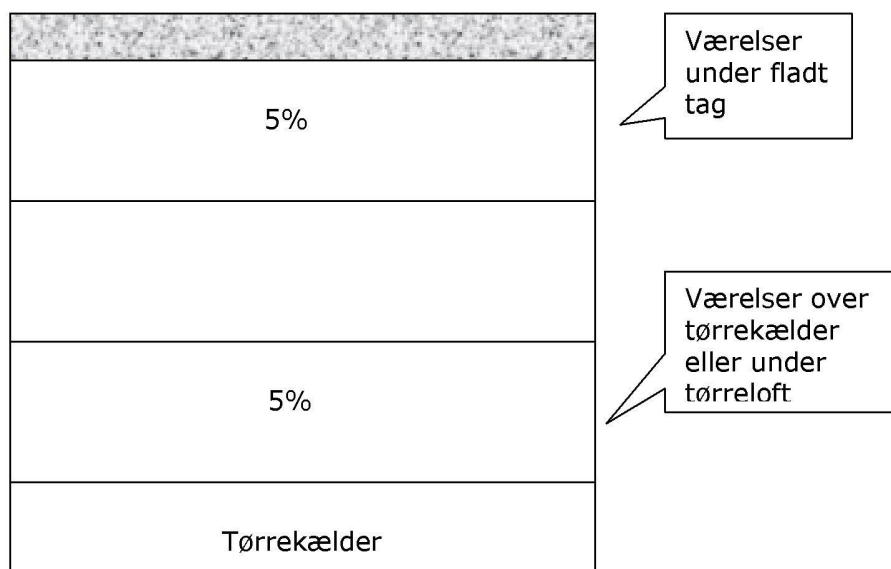 Værelser
under fladt
tag
5%
Værelser over
tørrekælder
eller under
tørreloft
5%
Tørrekælder